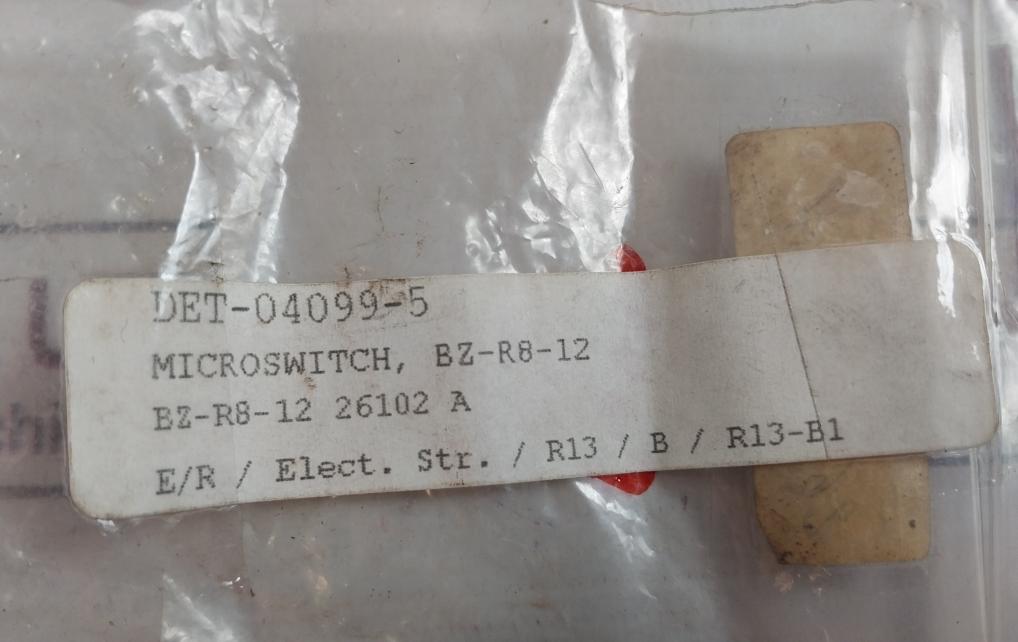 DET-04099-5
MICROSWITCH, BZ-R8-12
BZ-R8-12 26102 A
E/R / Elect. Str. / R13 / B / R13-B1